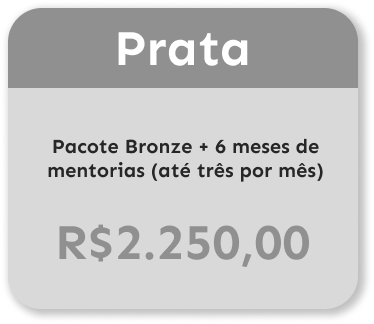 Prata
Pacote Bronze + 6 meses de
mentorias (até três por mês)
R$2.250,00